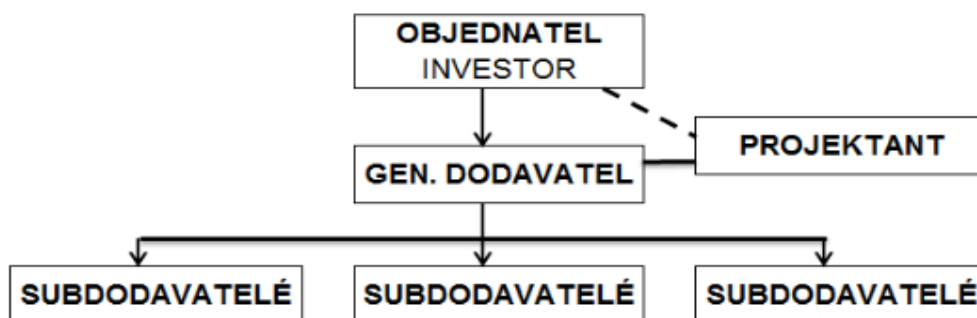 OBJEDNATEL
INVESTOR
PROJEKTANT
GEN. DODAVATEL
SUBDODAVATELÉ
SUBDODAVATELÉ
SUBDODAVATELÉ